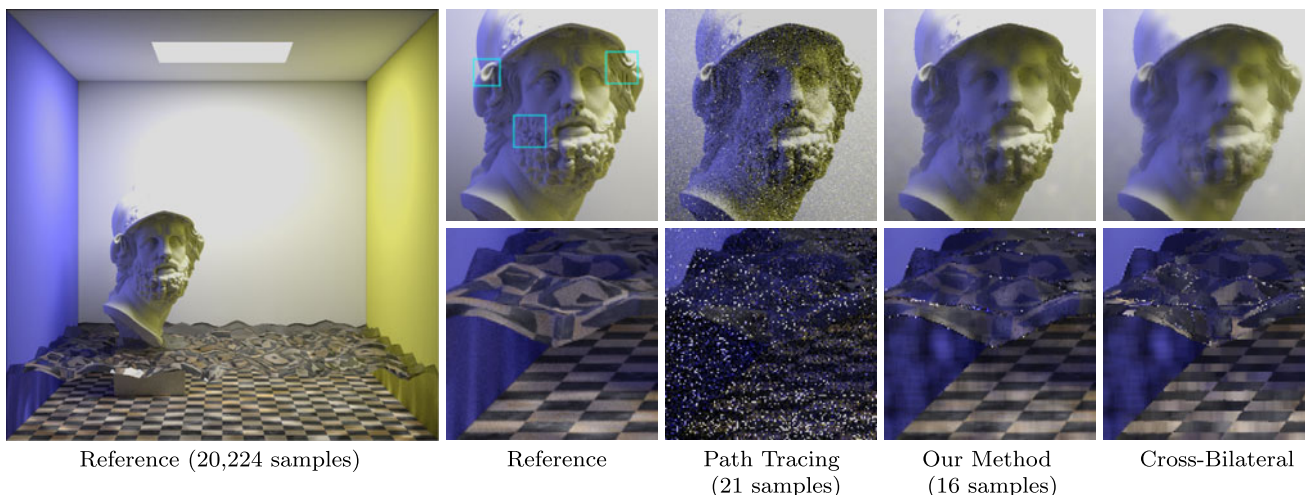 Reference (20,224 samples)
Reference
Path Tracing
(21 samples)
Our Method
(16 samples)
Cross-Bilateral